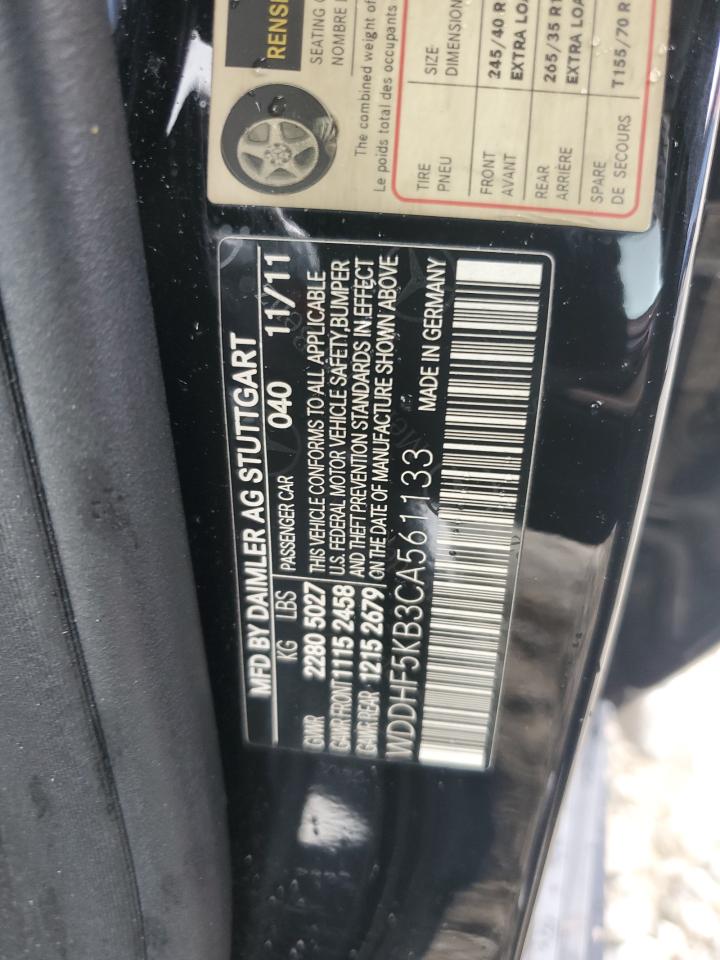 MFD BY DAIMLER AG STUTTGART
KG LBS PASSENGER CAR 040 11/11
GVWR 2280 5027
GAWR FRONT 1115 2458
GAWR REAR 1215 2679
THIS VEHICLE CONFORMS TO ALL APPLICABLE
U.S. FEDERAL MOTOR VEHICLE SAFETY, BUMPER
AND THEFT PREVENTION STANDARDS IN EFFECT
ON THE DATE OF MANUFACTURE SHOWN ABOVE
WDDHF5KB3CA561133 MADE IN GERMANY
SEATING
NOMBRE
The combined weight of
Le poids total des occupants
TIRE SIZE
PNEU DIMENSION
FRONT 245/40 R
AVANT EXTRA LOA
REAR 265/35 R1
ARRIÈRE EXTRA LOA
SPARE T155/70 R
DE SECOURS